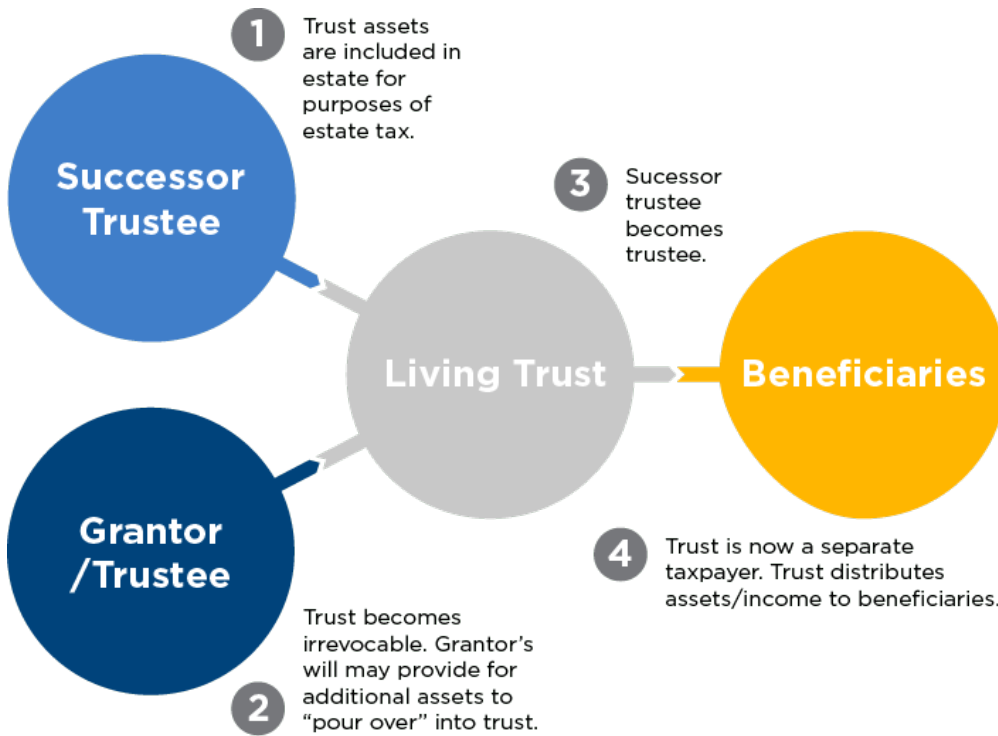 1
Trust assets
are included in
estate for
purposes of
estate tax.
Successor
Trustee
3
Sucessor
trustee
becomes
trustee.
Living Trust
Beneficiaries
Grantor
/Trustee
4
Trust is now a separate
taxpayer. Trust distributes
assets/income to beneficiaries.
2
Trust becomes
irrevocable. Grantor’s
will may provide for
additional assets to
“pour over” into trust.